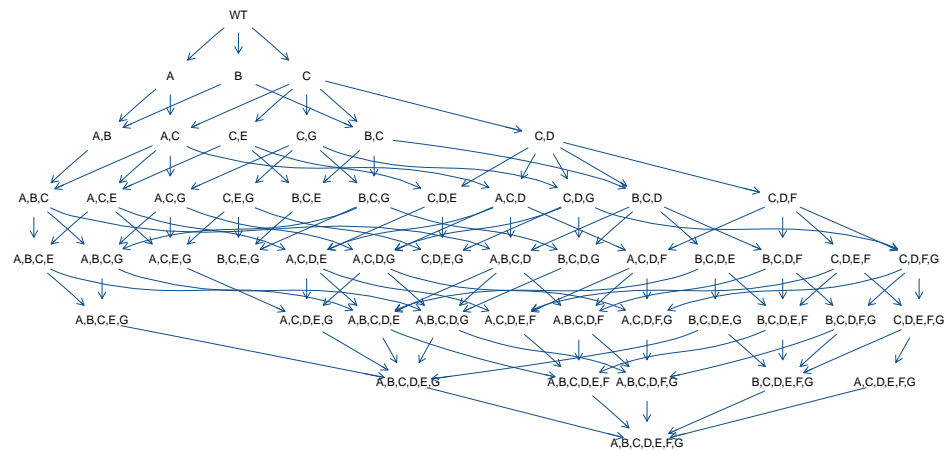 WT
A B C
A,B A,C C,E C,G B,C C,D
A,B,C A,C,E A,C,G C,E,G B,C,E B,C,G C,D,E A,C,D C,D,G B,C,D C,D,F
A,B,C,E A,B,C,G A,C,E,G B,C,E,G A,C,D,E A,C,D,G C,D,E,G A,B,C,D B,C,D,G A,C,D,F B,C,D,E B,C,D,F C,D,E,F C,D,F,G
A,B,C,E,G A,C,D,E,G A,B,C,D,E A,B,C,D,G A,C,D,E,F A,B,C,D,F A,C,D,F,G B,C,D,E,G B,C,D,E,F B,C,D,F,G C,D,E,F,G
A,B,C,D,E,G A,B,C,D,E,F A,B,C,D,F,G B,C,D,E,F,G A,C,D,E,F,G
A,B,C,D,E,F,G